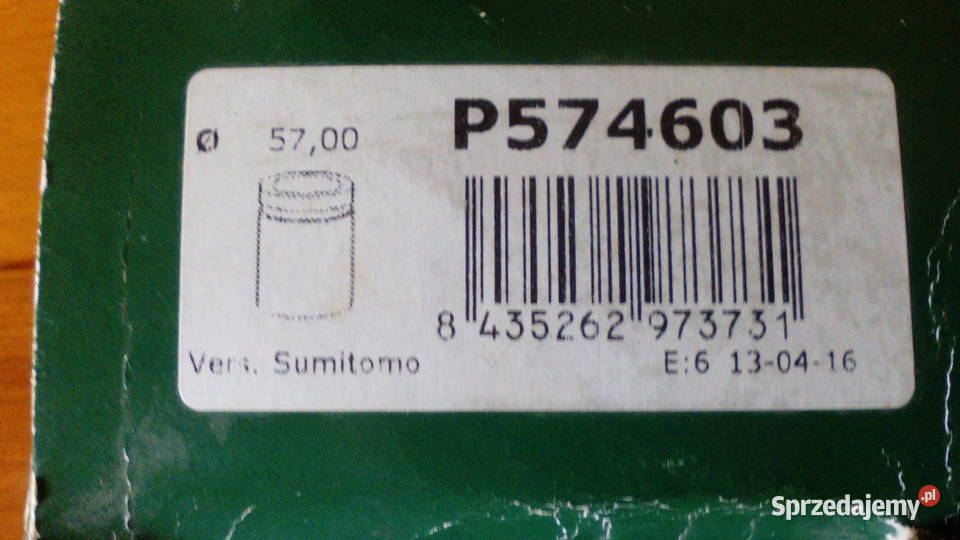 P574603
Ø 57,00
8 435262 973731
Vers. Sumitomo
E:6 13-04-16
Sprzedajemy.pl